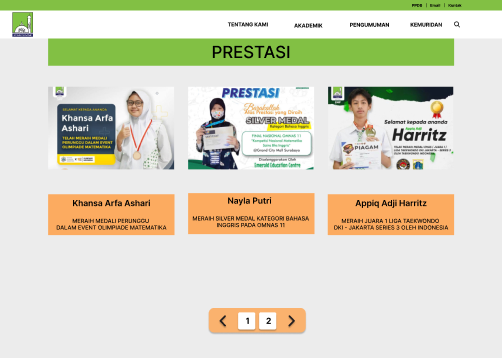 PPDB | Email | Kontak
TENTANG KAMI
AKADEMIK
PENGUMUMAN
KEMURIDAN
PRESTASI
SELAMAT KEPADA ANANDA
Khansa Arfa
Ashari
TELAH MERAIH MEDALI
PERUNGGU DALAM EVENT
OLIMPIADE MATEMATIKA
PRESTASI
SILVER MEDAL
Kategori Bahasa Inggris
FINAL NASIONAL OMNAS 11
Diselenggarakan Oleh
Emerald Education Centre
Selamat kepada ananda
Harritz
PIAGAM
Khansa Arfa Ashari
MERAIH MEDALI PERUNGGU
DALAM EVENT OLIMPIADE MATEMATIKA
Nayla Putri
MERAIH SILVER MEDAL KATEGORI BAHASA
INGGRIS PADA OMNAS 11
Appiq Adji Harritz
MERAIH JUARA 1 LIGA TAEKWONDO
DKI - JAKARTA SERIES 3 OLEH INDONESIA
1 2